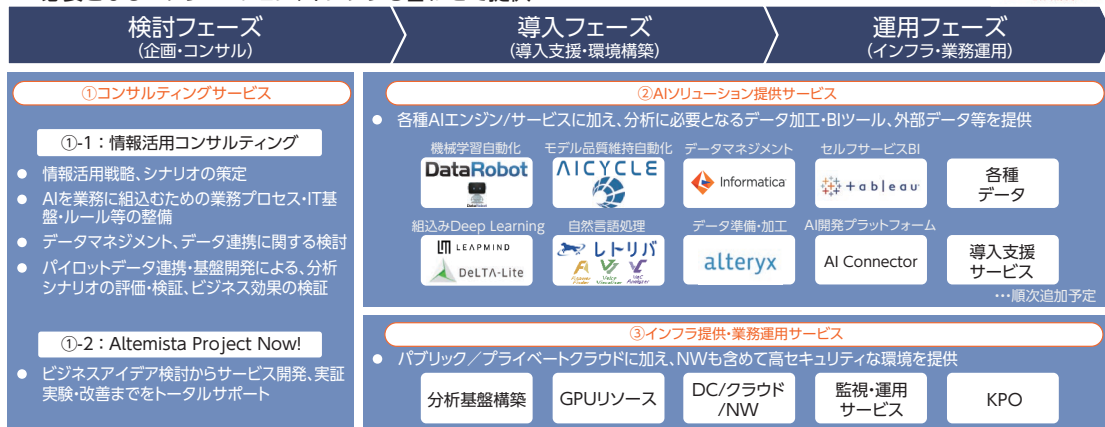 検討フェーズ
(企画・コンサル)
導入フェーズ
(導入支援・環境構築)
運用フェーズ
(インフラ・業務運用)
①コンサルティングサービス
①-1：情報活用コンサルティング
● 情報活用戦略、シナリオの策定
● AIを業務に組込むための業務プロセス・IT基
盤・ルール等の整備
● データマネジメント、データ連携に関する検討
● パイロットデータ連携・基盤開発による、分析
シナリオの評価・検証、ビジネス効果の検証
①-2：Altemista Project Now!
● ビジネスアイデア検討からサービス開発、実証
実験・改善までをトータルサポート
②AIソリューション提供サービス
● 各種AIエンジン/サービスに加え、分析に必要となるデータ加工・BIツール、外部データ等を提供
機械学習自動化
DataRobot
モデル品質維持自動化
AICYCLE
データマネジメント
Informatica
セルフサービスBI
+ableau
各種
データ
組込みDeep Learning
LEAPMIND
DeLTA-Lite
自然言語処理
レトリバ
データ準備・加工
alteryx
AI開発プラットフォーム
AI Connector
導入支援
サービス
…順次追加予定
③インフラ提供・業務運用サービス
● パブリック／プライベートクラウドに加え、NWも含めて高セキュリティな環境を提供
分析基盤構築
GPUリソース
DC/クラウド
/NW
監視・運用
サービス
KPO